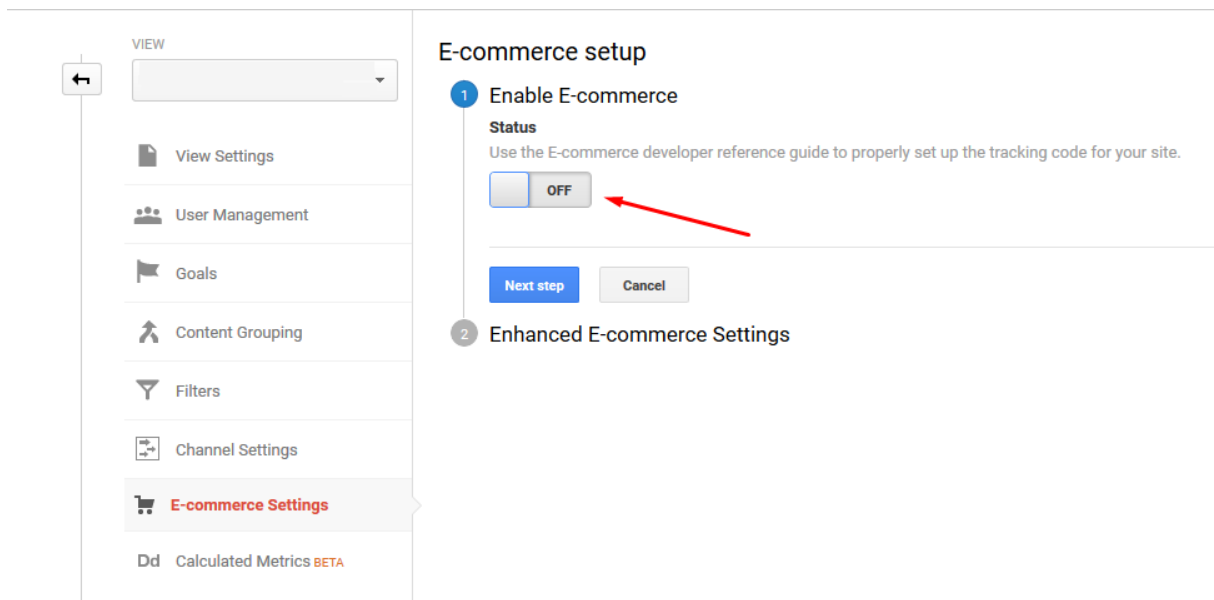 VIEW
View Settings
User Management
Goals
Content Grouping
Filters
Channel Settings
E-commerce Settings
Dd Calculated Metrics BETA
E-commerce setup
1 Enable E-commerce
Status
Use the E-commerce developer reference guide to properly set up the tracking code for your site.
OFF
Next step Cancel
2 Enhanced E-commerce Settings